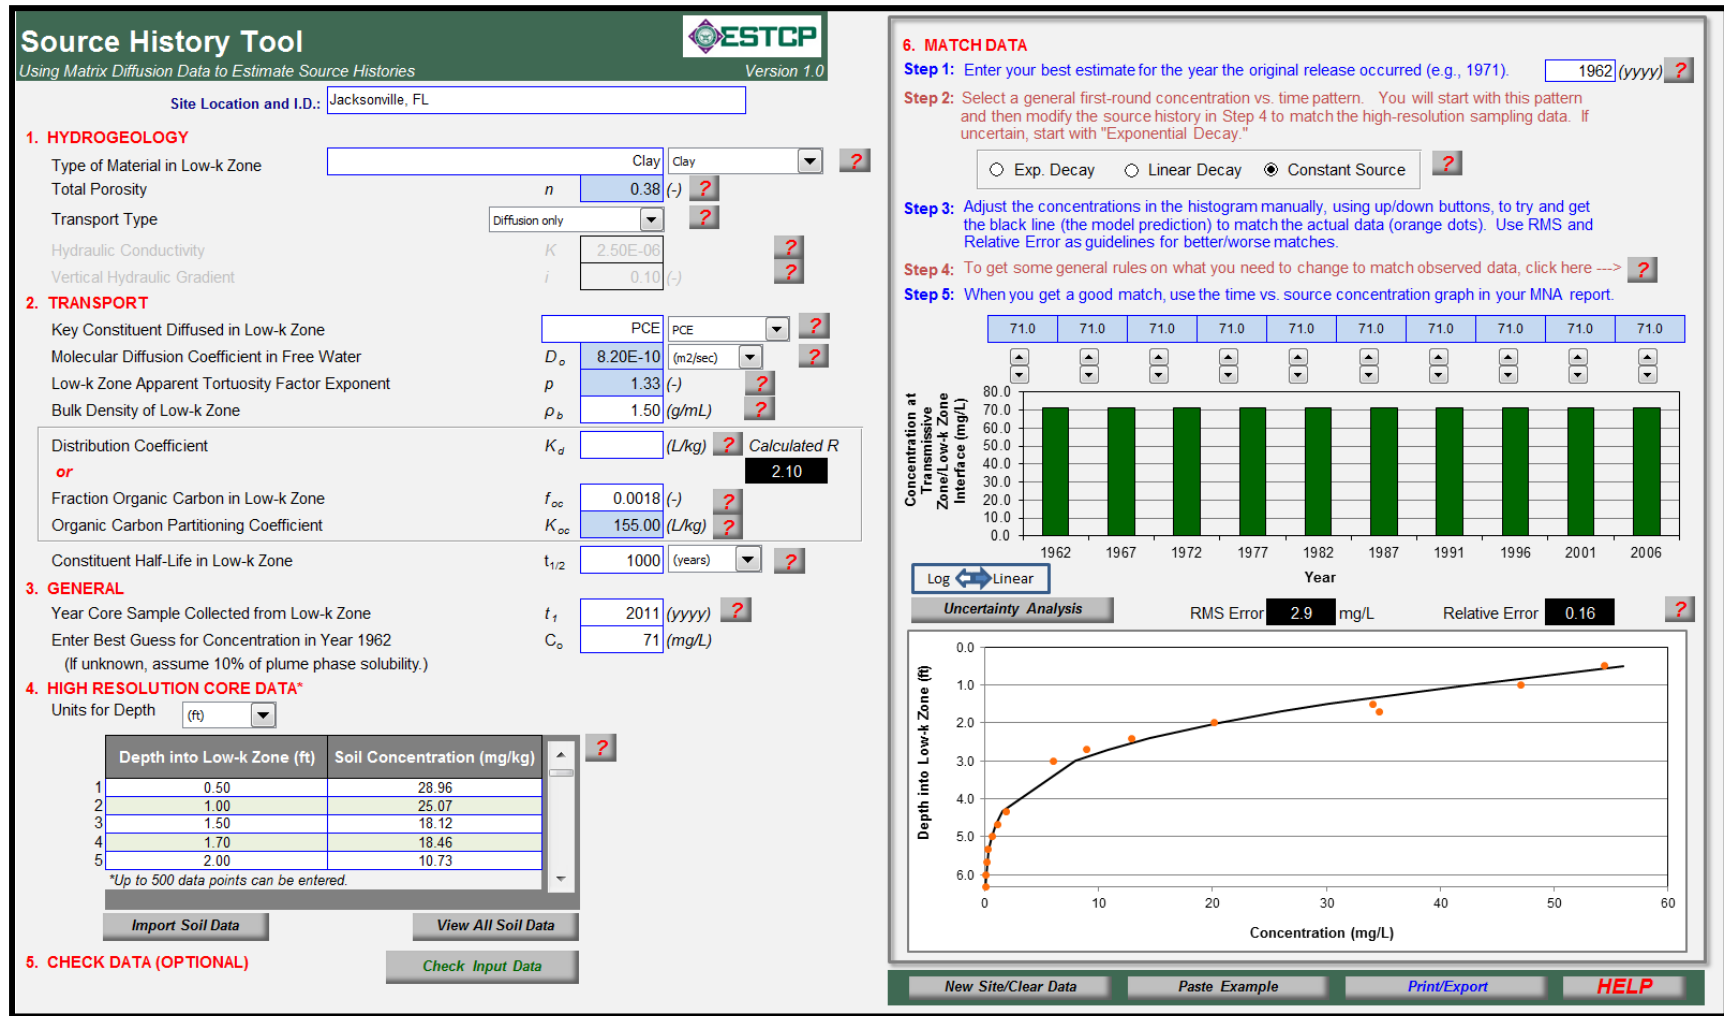 Source History Tool
ESTCP
Using Matrix Diffusion Data to Estimate Source Histories Version 1.0
Site Location and I.D.: Jacksonville, FL
1. HYDROGEOLOGY
Type of Material in Low-k Zone Clay Clay ?
Total Porosity n 0.38 (-) ?
Transport Type Diffusion only ?
Hydraulic Conductivity K 2.50E-06 ?
Vertical Hydraulic Gradient i 0.10 (-) ?
2. TRANSPORT
Key Constituent Diffused in Low-k Zone PCE PCE ?
Molecular Diffusion Coefficient in Free Water Do 8.20E-10 (m2/sec) ?
Low-k Zone Apparent Tortuosity Factor Exponent p 1.33 (-) ?
Bulk Density of Low-k Zone ρb 1.50 (g/mL) ?
Distribution Coefficient Kd (L/kg) ? Calculated R
or 2.10
Fraction Organic Carbon in Low-k Zone foc 0.0018 (-) ?
Organic Carbon Partitioning Coefficient Koc 155.00 (L/kg) ?
Constituent Half-Life in Low-k Zone t1/2 1000 (years) ?
3. GENERAL
Year Core Sample Collected from Low-k Zone t1 2011 (yyyy) ?
Enter Best Guess for Concentration in Year 1962 Co 71 (mg/L)
(If unknown, assume 10% of plume phase solubility.)
4. HIGH RESOLUTION CORE DATA*
Units for Depth (ft)
Depth into Low-k Zone (ft) Soil Concentration (mg/kg) ?
1 0.50 28.96
2 1.00 25.07
3 1.50 18.12
4 1.70 18.46
5 2.00 10.73
*Up to 500 data points can be entered.
Import Soil Data View All Soil Data
5. CHECK DATA (OPTIONAL) Check Input Data
6. MATCH DATA
Step 1: Enter your best estimate for the year the original release occurred (e.g., 1971). 1962 (yyyy) ?
Step 2: Select a general first-round concentration vs. time pattern. You will start with this pattern
and then modify the source history in Step 4 to match the high-resolution sampling data. If
uncertain, start with "Exponential Decay."
Exp. Decay Linear Decay Constant Source ?
Step 3: Adjust the concentrations in the histogram manually, using up/down buttons, to try and get
the black line (the model prediction) to match the actual data (orange dots). Use RMS and
Relative Error as guidelines for better/worse matches.
Step 4: To get some general rules on what you need to change to match observed data, click here ---> ?
Step 5: When you get a good match, use the time vs. source concentration graph in your MNA report.
71.0 71.0 71.0 71.0 71.0 71.0 71.0 71.0 71.0 71.0
Concentration at
Transmissive
Zone/Low-k Zone
Interface (mg/L)
80.0
70.0
60.0
50.0
40.0
30.0
20.0
10.0
0.0
1962 1967 1972 1977 1982 1987 1991 1996 2001 2006
Year
Log Linear
Uncertainty Analysis RMS Error 2.9 mg/L Relative Error 0.16 ?
Depth into Low-k Zone (ft)
0.0
1.0
2.0
3.0
4.0
5.0
6.0
0 10 20 30 40 50 60
Concentration (mg/L)
New Site/Clear Data Paste Example Print/Export HELP